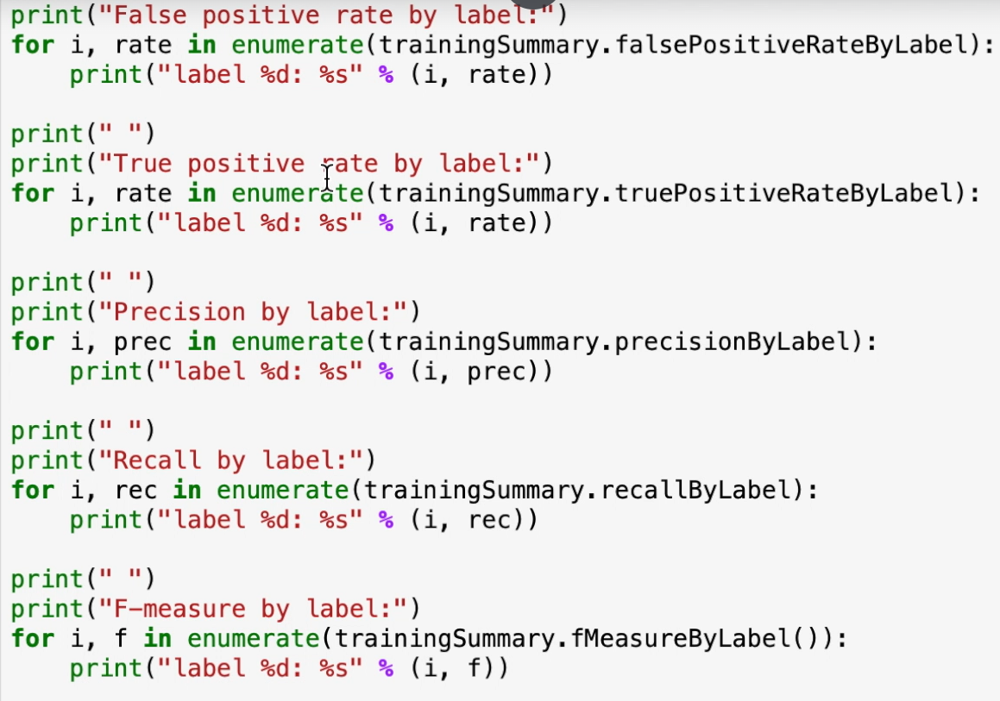 print("False positive rate by label:")
for i, rate in enumerate(trainingSummary.falsePositiveRateByLabel):
    print("label %d: %s" % (i, rate))

print(" ")
print("True positive rate by label:")
for i, rate in enumerate(trainingSummary.truePositiveRateByLabel):
    print("label %d: %s" % (i, rate))

print(" ")
print("Precision by label:")
for i, prec in enumerate(trainingSummary.precisionByLabel):
    print("label %d: %s" % (i, prec))

print(" ")
print("Recall by label:")
for i, rec in enumerate(trainingSummary.recallByLabel):
    print("label %d: %s" % (i, rec))

print(" ")
print("F-measure by label:")
for i, f in enumerate(trainingSummary.fMeasureByLabel()):
    print("label %d: %s" % (i, f))